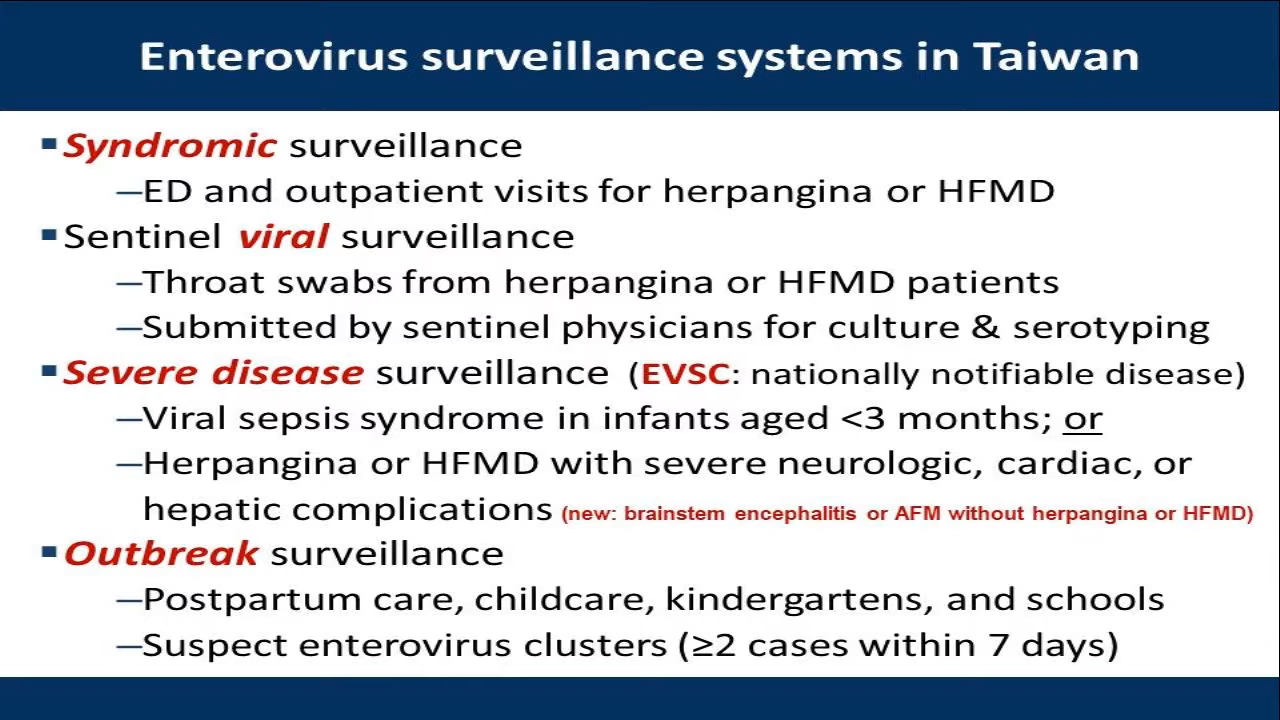 Enterovirus surveillance systems in Taiwan
▪Syndromic surveillance
–ED and outpatient visits for herpangina or HFMD
▪Sentinel viral surveillance
–Throat swabs from herpangina or HFMD patients
–Submitted by sentinel physicians for culture & serotyping
▪Severe disease surveillance (EVSC: nationally notifiable disease)
–Viral sepsis syndrome in infants aged <3 months; or
–Herpangina or HFMD with severe neurologic, cardiac, or
hepatic complications (new: brainstem encephalitis or AFM without herpangina or HFMD)
▪Outbreak surveillance
–Postpartum care, childcare, kindergartens, and schools
–Suspect enterovirus clusters (≥2 cases within 7 days)